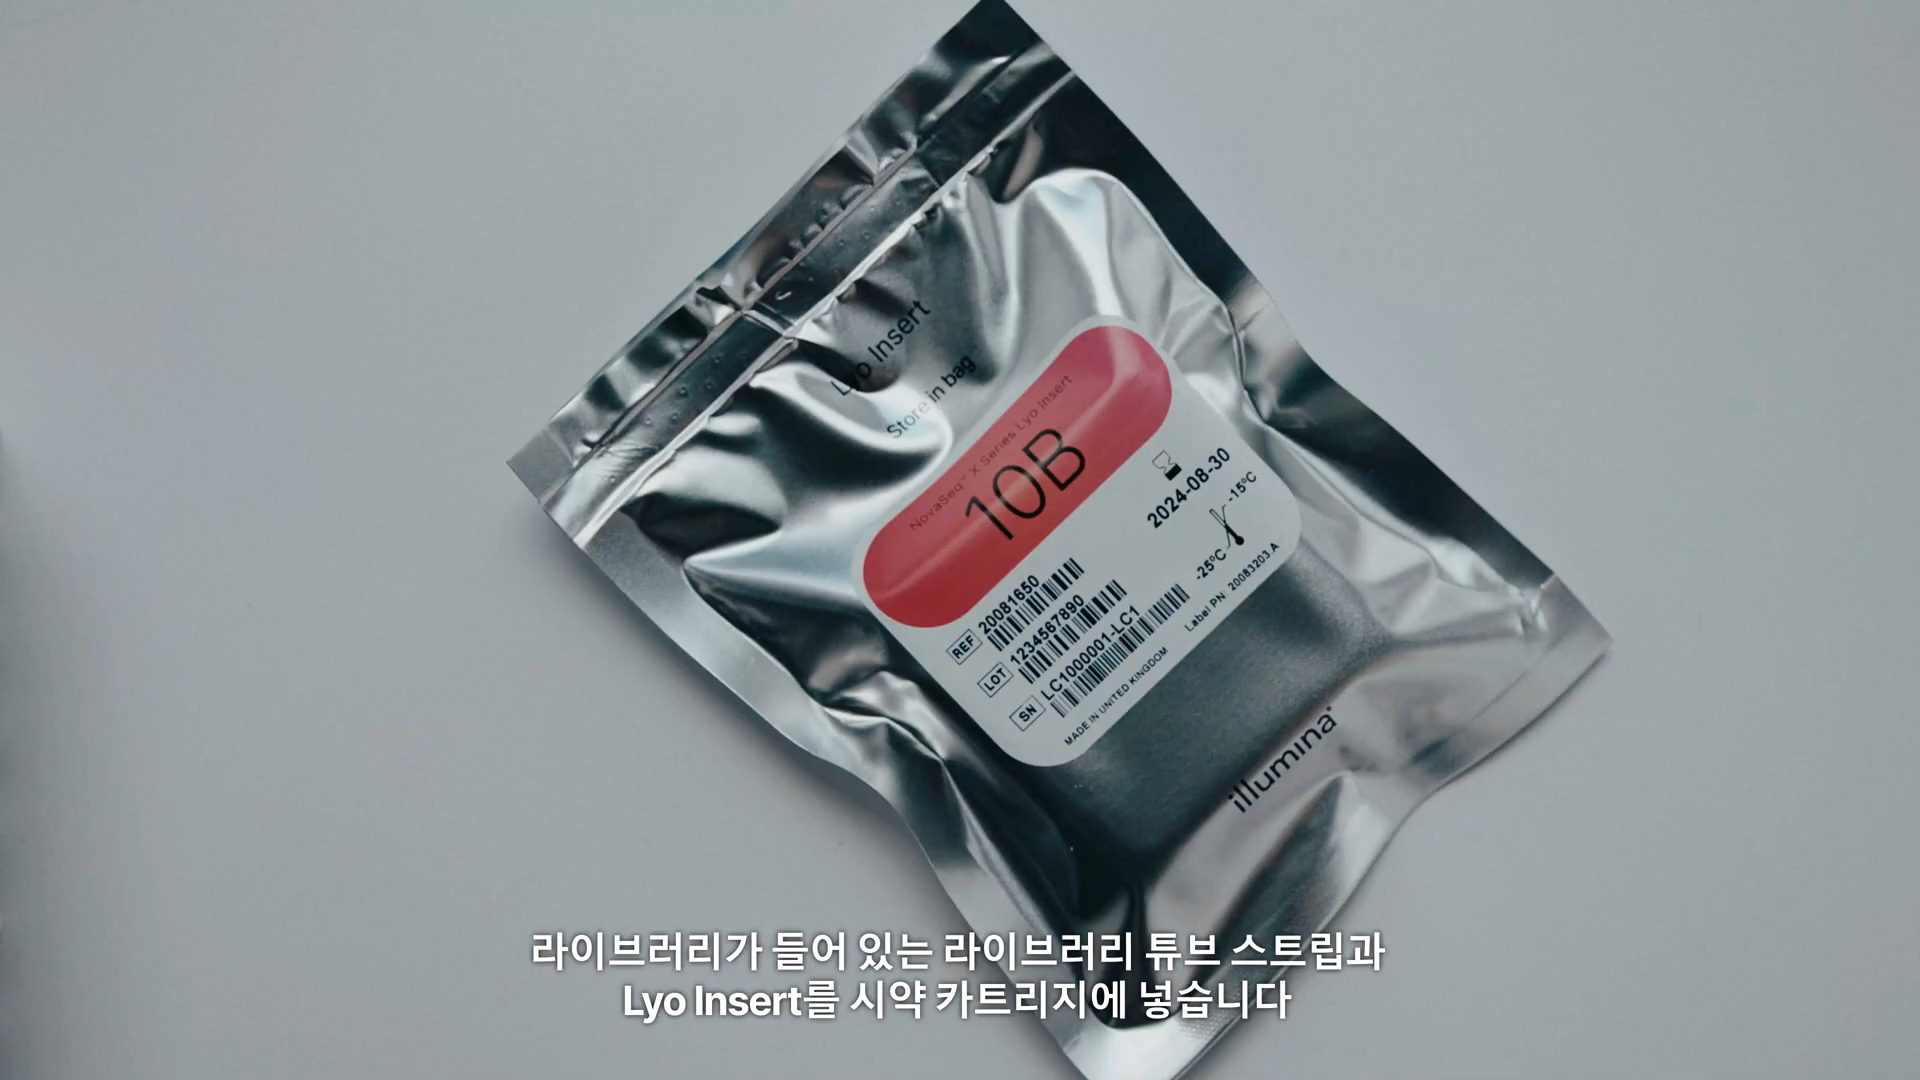 Lyo Insert
Store in bag
NovaSeq™ X Series Lyo Insert
10B
2024-08-30
-15°C
-25°C
REF 20081650
LOT 1234567890
SN LC1000001-LC1
Label PN: 20083203.A
MADE IN UNITED KINGDOM
illumina®
라이브러리가 들어 있는 라이브러리 튜브 스트립과
Lyo Insert를 시약 카트리지에 넣습니다